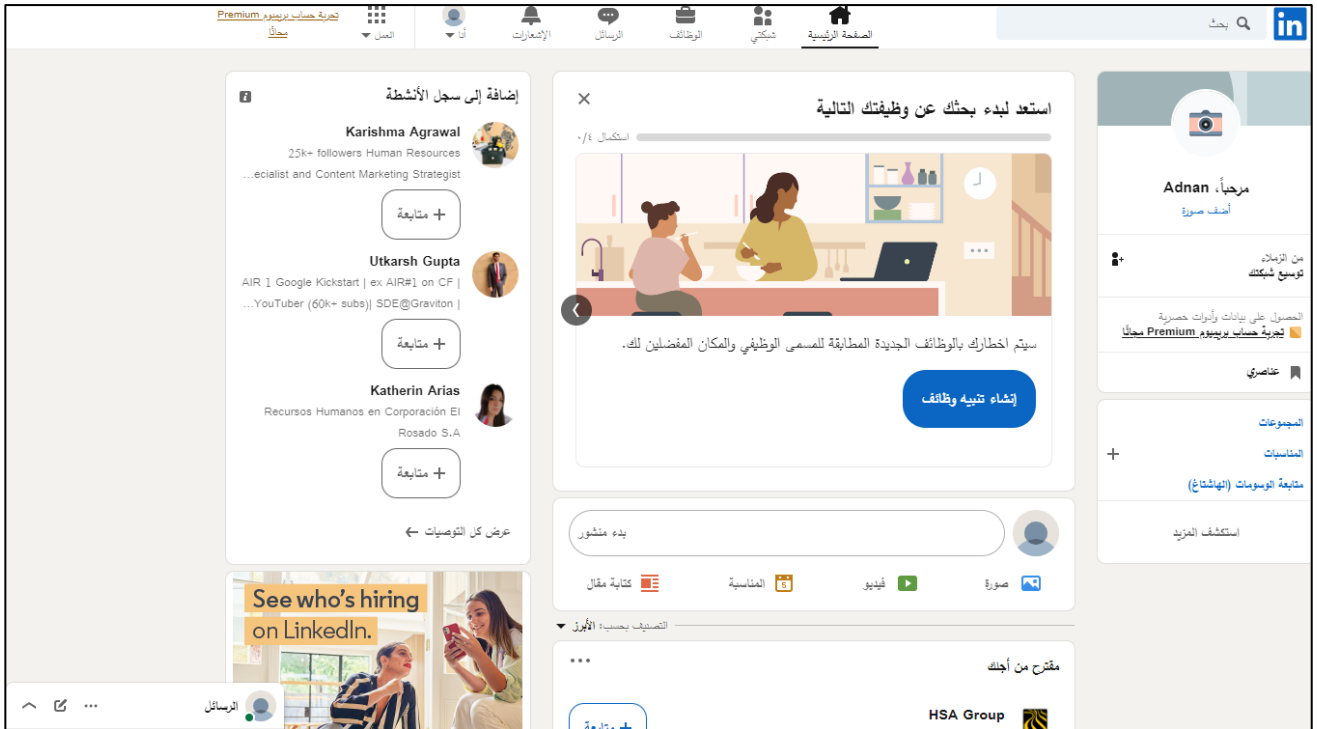 in
بحث
الصفحة الرئيسية
شبكتي
الوظائف
الرسائل
الإشعارات
أنا
العمل
تجربة حساب بريميوم Premium
مجانًا
مرحباً، Adnan
أضف صورة
من الزملاء
توسيع شبكتك
الحصول على بيانات وأدوات حصرية
تجربة حساب بريميوم Premium مجانًا
عناصري
المجموعات
المناسبات
متابعة الوسومات (الهاشتاغ)
استكشف المزيد
استعد لبدء بحثك عن وظيفتك التالية
استكمال ٠/٤
سيتم اخطارك بالوظائف الجديدة المطابقة للمسمى الوظيفي والمكان المفضلين لك.
إنشاء تنبيه وظائف
بدء منشور
صورة
فيديو
5
المناسبة
كتابة مقال
التصنيف بحسب: الأبرز
مقترح من أجلك
HSA Group
+ متابعة
إضافة إلى سجل الأنشطة
Karishma Agrawal
25k+ followers Human Resources
...ecialist and Content Marketing Strategist
+ متابعة
Utkarsh Gupta
AIR 1 Google Kickstart | ex AIR#1 on CF |
...YouTuber (60k+ subs)| SDE@Graviton |
+ متابعة
Katherin Arias
Recursos Humanos en Corporación El
Rosado S.A
+ متابعة
عرض كل التوصيات
See who's hiring
on LinkedIn.
الرسائل